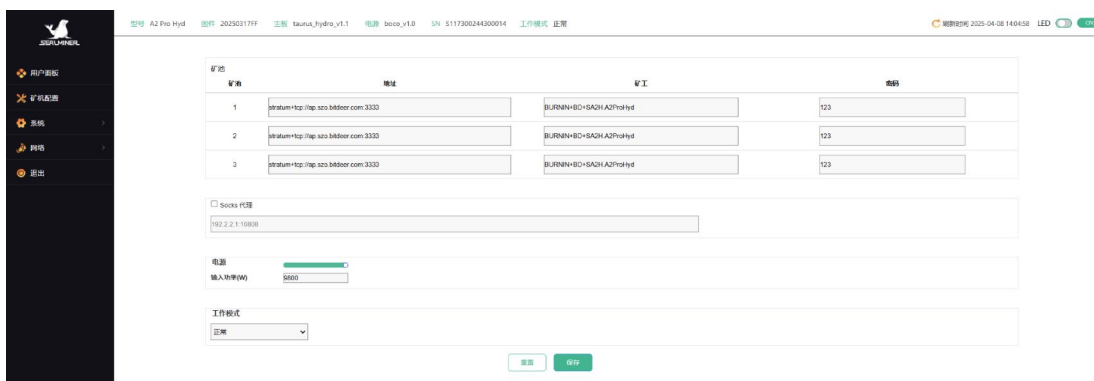 SEALMINER
型号 A2 Pro Hyd 固件 20250317FF 主板 taurus_hydro_v1.1 电源 boco_v1.0 SN S117300244300014 工作模式 正常 刷新时间 2025-04-08 14:04:58 LED
用户面板
矿机配置
系统
网络
退出
矿池
矿池 地址 矿工 密码
1 stratum+tcp://ap.szo.bitdeer.com:3333 BURNIN+BD+SA2H.A2ProHyd 123
2 stratum+tcp://ap.szo.bitdeer.com:3333 BURNIN+BD+SA2H.A2ProHyd 123
3 stratum+tcp://ap.szo.bitdeer.com:3333 BURNIN+BD+SA2H.A2ProHyd 123
Socks 代理
192.2.2.1:10808
电源
输入功率(W) 9800
工作模式
正常
重置 保存